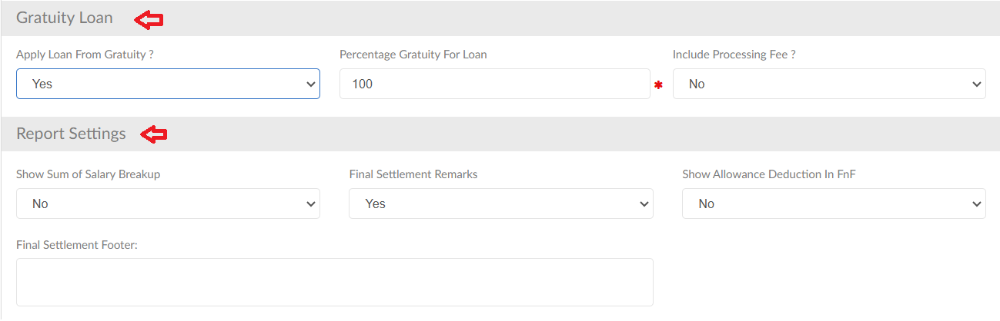 Gratuity Loan
Apply Loan From Gratuity ? Percentage Gratuity For Loan Include Processing Fee ?
Yes 100 * No
Report Settings
Show Sum of Salary Breakup Final Settlement Remarks Show Allowance Deduction In FnF
No Yes No
Final Settlement Footer: